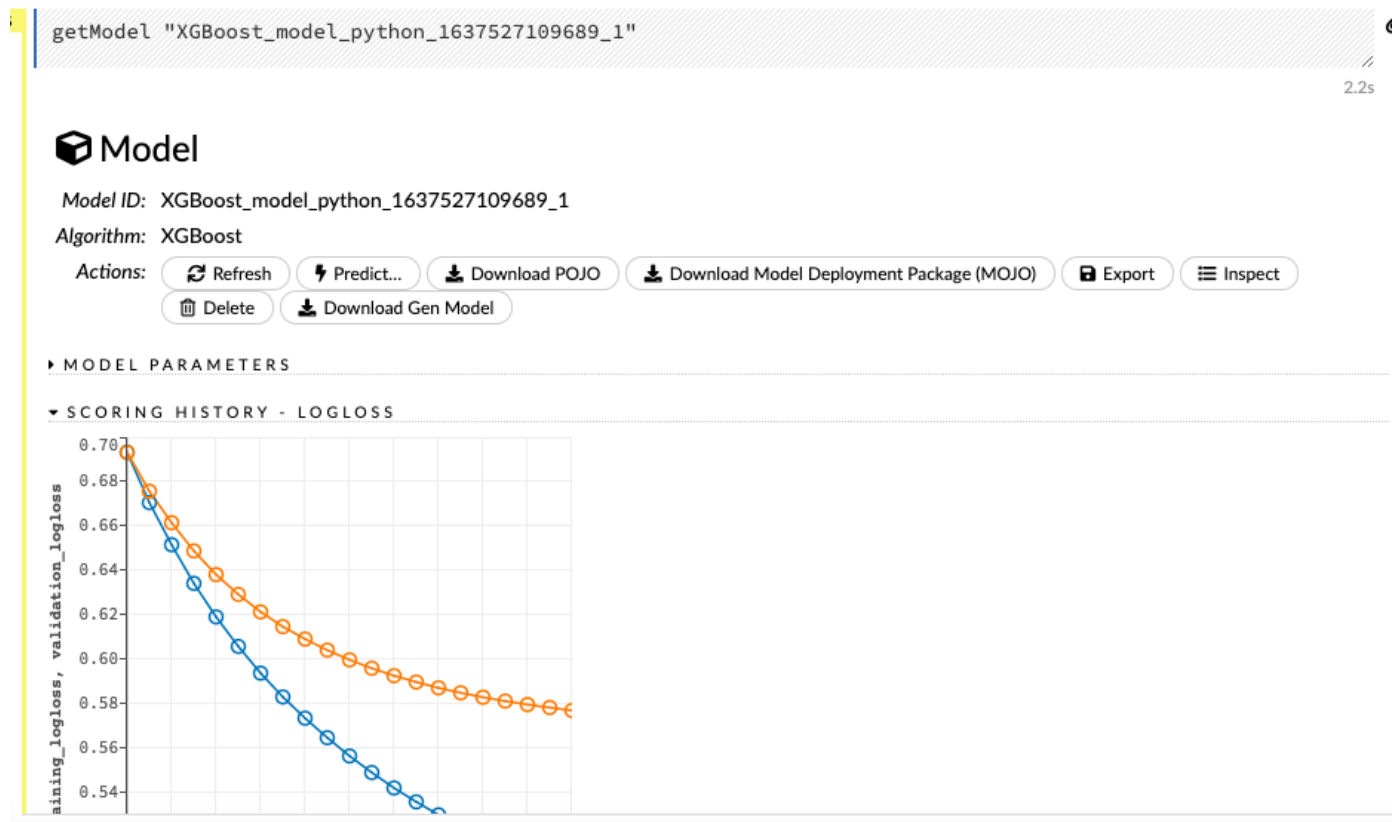 getModel "XGBoost_model_python_1637527109689_1"
2.2s
Model
Model ID: XGBoost_model_python_1637527109689_1
Algorithm: XGBoost
Actions: Refresh Predict... Download POJO Download Model Deployment Package (MOJO) Export Inspect
Delete Download Gen Model
MODEL PARAMETERS
SCORING HISTORY - LOGLOSS
0.70
0.68
0.66
0.64
0.62
0.60
0.58
0.56
0.54
aining_logloss, validation_logloss